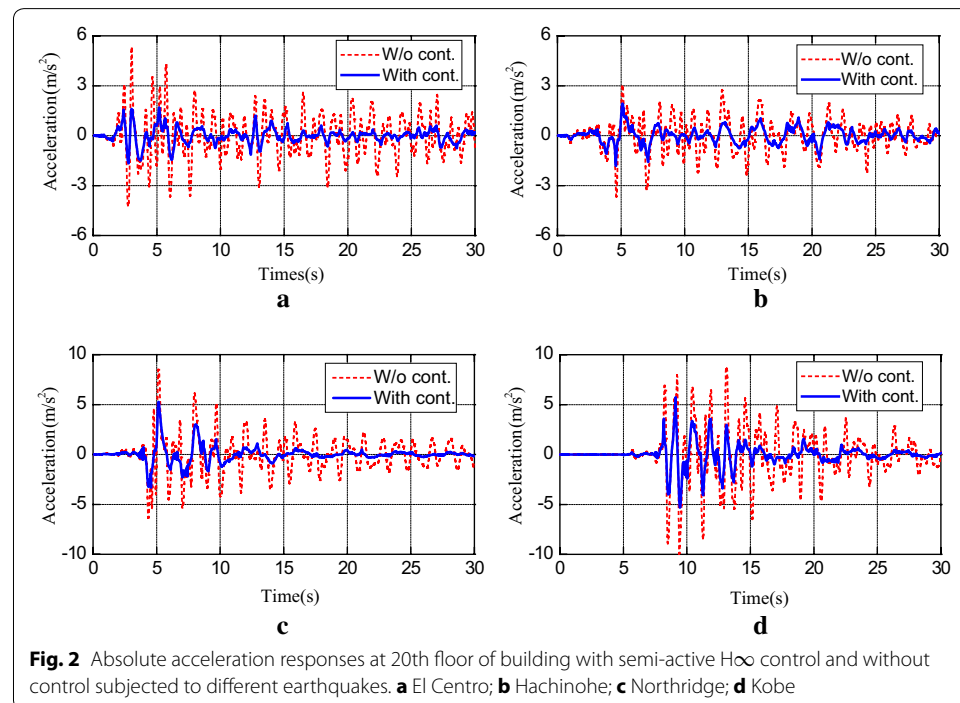 6
3
0
-3
-6
Acceleration(m/s²)
W/o cont.
With cont.
0 5 10 15 20 25 30
Times(s)
a
6
3
0
-3
-6
Acceleration (m/s²)
W/o cont.
With cont.
0 5 10 15 20 25 30
Time(s)
b
10
5
0
-5
-10
Acceleration (m/s²)
W/o cont.
With cont.
0 5 10 15 20 25 30
Time(s)
c
10
5
0
-5
-10
Acceleration (m/s²)
W/o cont.
With cont.
0 5 10 15 20 25 30
Time(s)
d
Fig. 2 Absolute acceleration responses at 20th floor of building with semi-active H∞ control and without
control subjected to different earthquakes. a El Centro; b Hachinohe; c Northridge; d Kobe